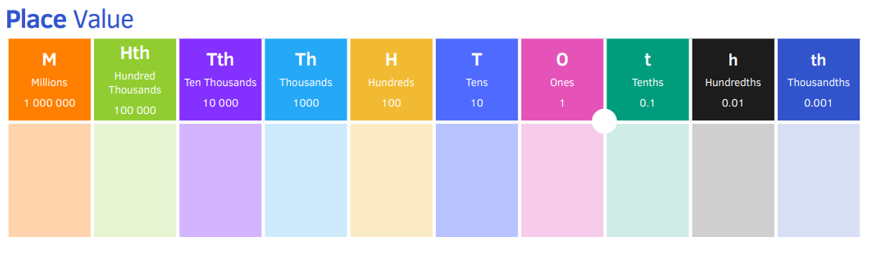 Place Value
M Hth Tth Th H T O t h th
Millions Hundred Thousands Ten Thousands Thousands Hundreds Tens Ones Tenths Hundredths Thousandths
1 000 000 100 000 10 000 1000 100 10 1 0.1 0.01 0.001